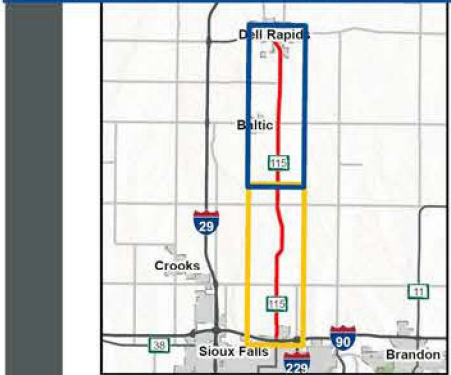 Dell Rapids
Baltic
115
29
Crooks
11
115
38
Sioux Falls
90
229
Brandon